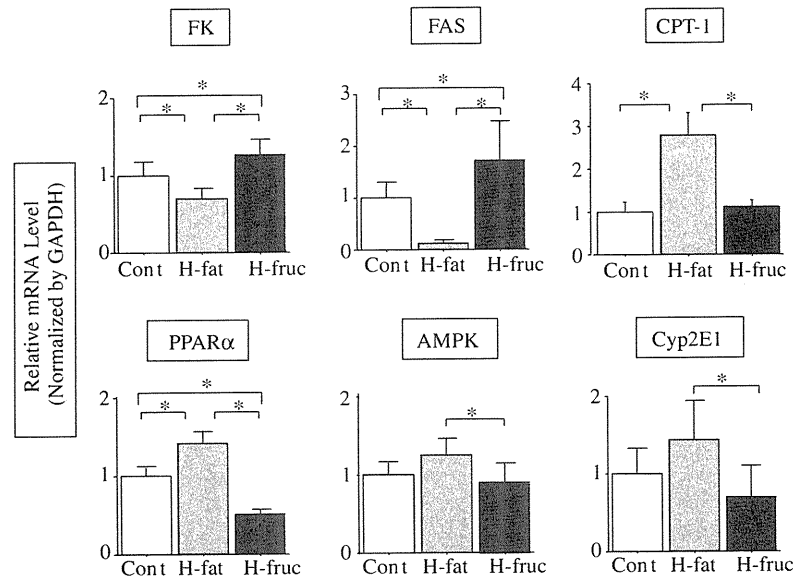 FK
FAS
CPT-1
* * *
* * *
* *
2
1
0
3
2
1
0
4
3
2
1
0
Cont H-fat H-fruc
Cont H-fat H-fruc
Cont H-fat H-fruc
Relative mRNA Level
(Normalized by GAPDH)
PPARα
AMPK
Cyp2E1
* * *
*
*
2
1
0
2
1
0
2
1
0
Cont H-fat H-fruc
Cont H-fat H-fruc
Cont H-fat H-fruc